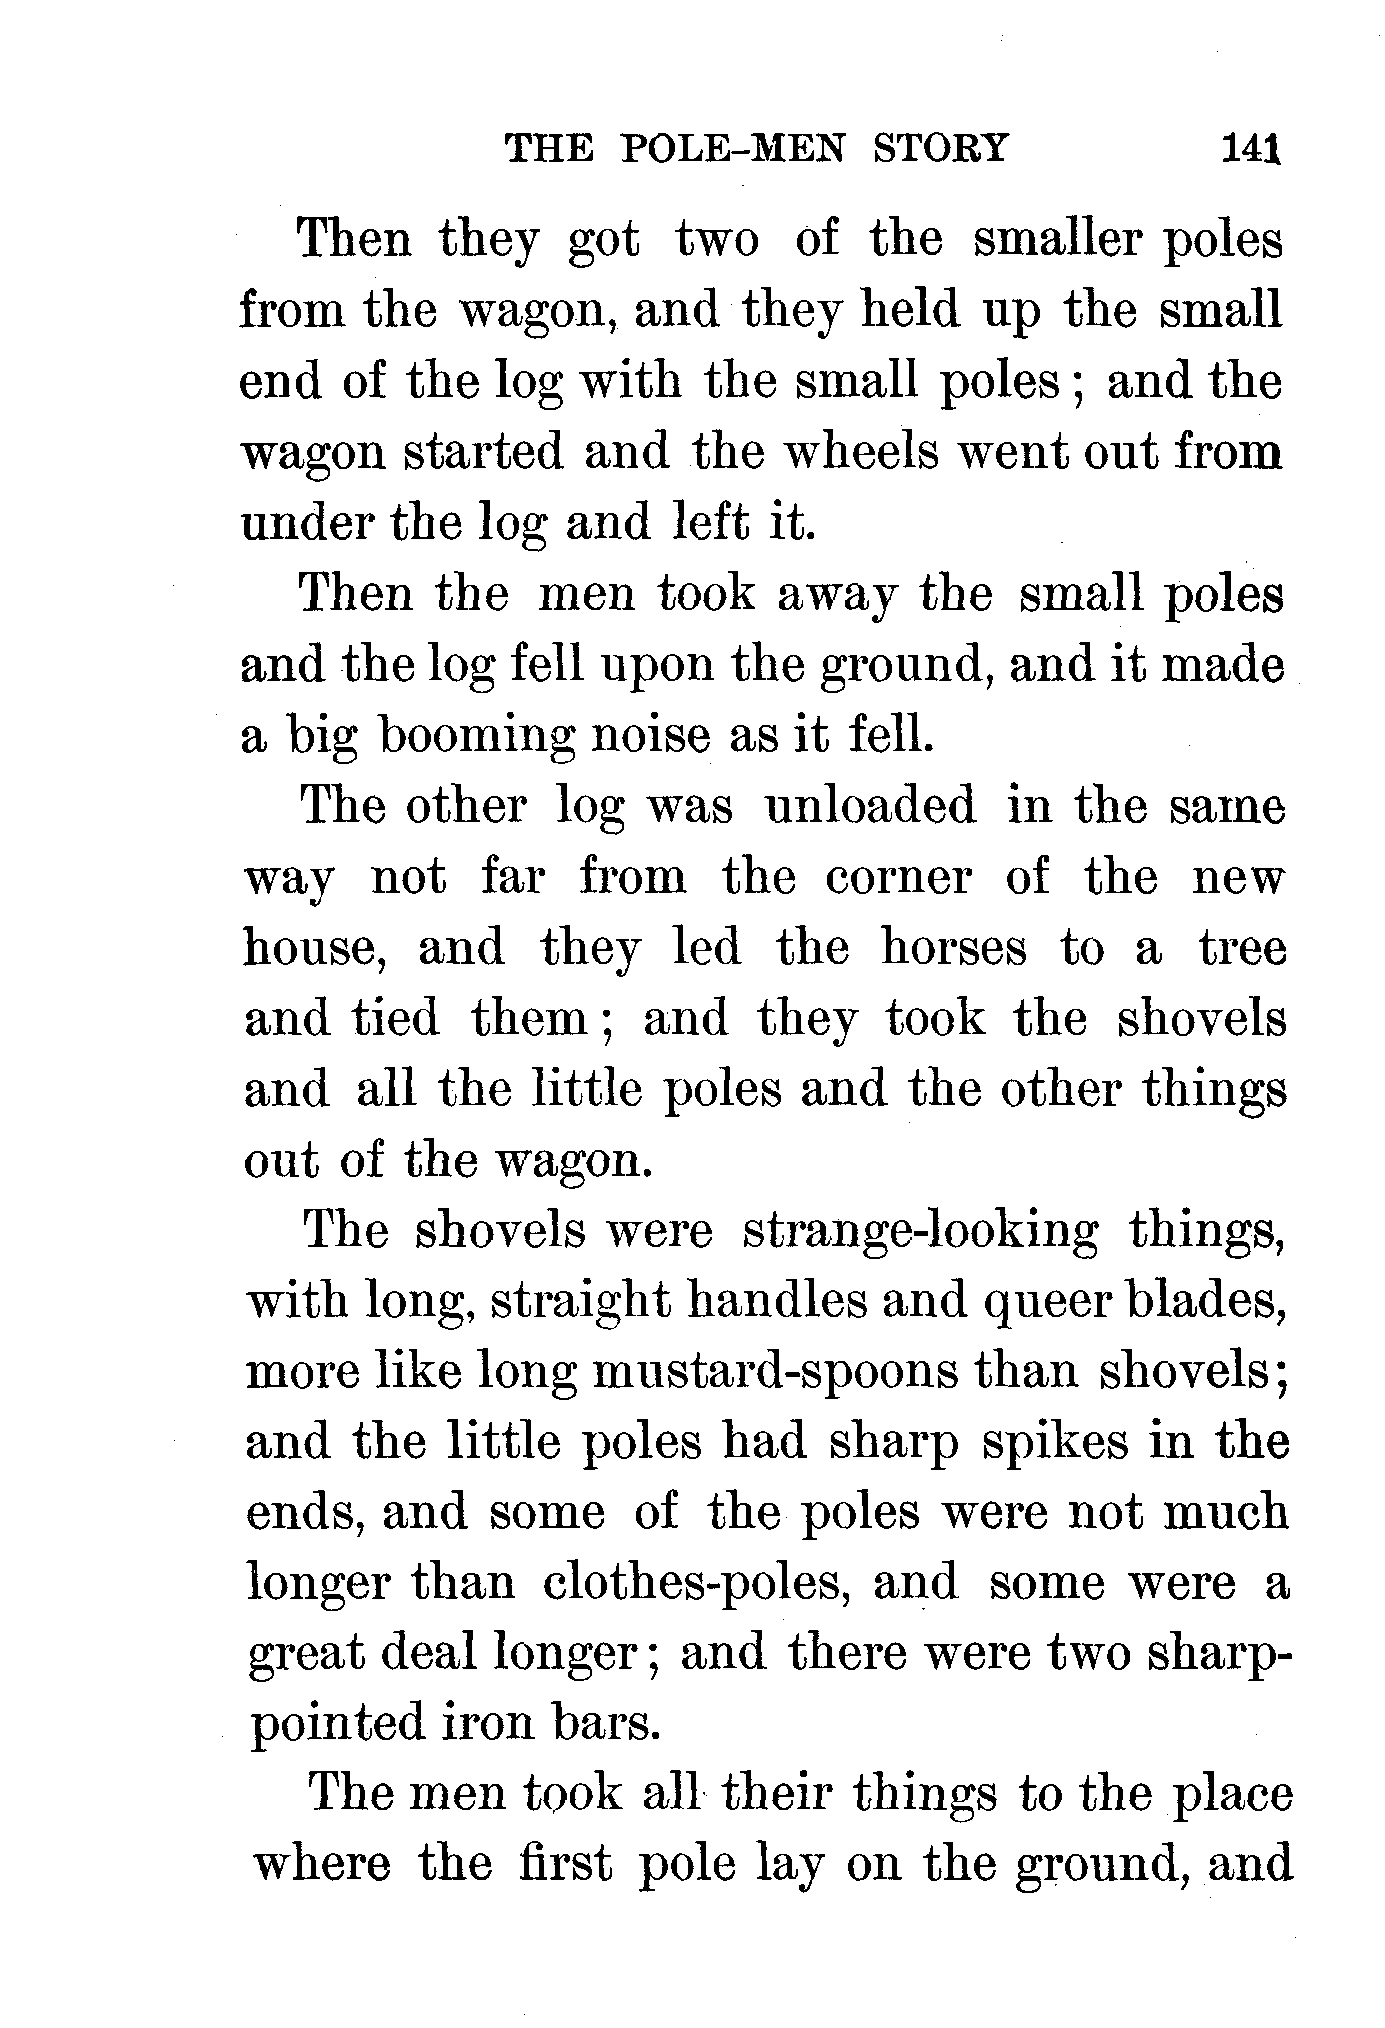 THE POLE-MEN STORY 141
Then they got two of the smaller poles
from the wagon, and they held up the small
end of the log with the small poles ; and the
wagon started and the wheels went out from
under the log and left it.
Then the men took away the small poles
and the log fell upon the ground, and it made
a big booming noise as it fell.
The other log was unloaded in the same
way not far from the corner of the new
house, and they led the horses to a tree
and tied them ; and they took the shovels
and all the little poles and the other things
out of the wagon.
The shovels were strange-looking things,
with long, straight handles and queer blades,
more like long mustard-spoons than shovels;
and the little poles had sharp spikes in the
ends, and some of the poles were not much
longer than clothes-poles, and some were a
great deal longer ; and there were two sharp-
pointed iron bars.
The men took all their things to the place
where the first pole lay on the ground, and